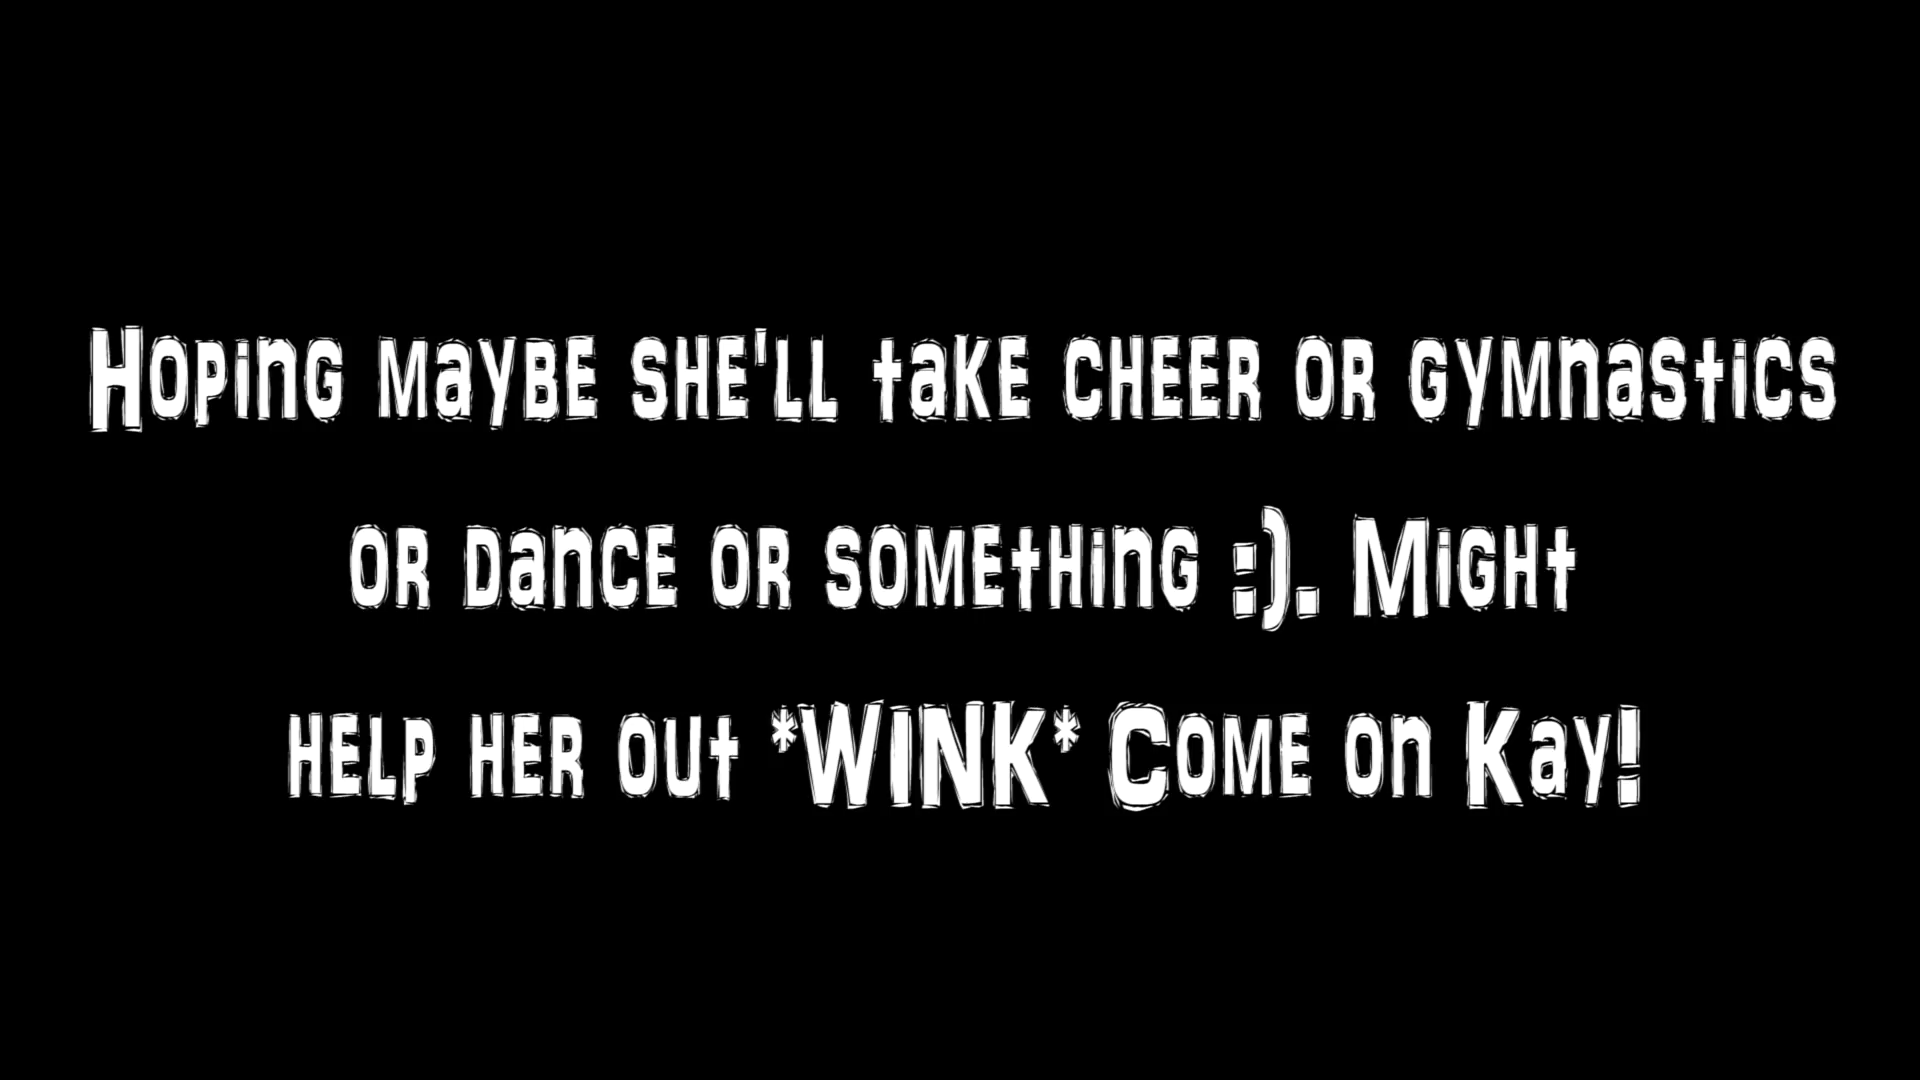 Hoping maybe she'll take cheer or gymnastics
or dance or something :). Might
help her out *WINK* Come on Kay!